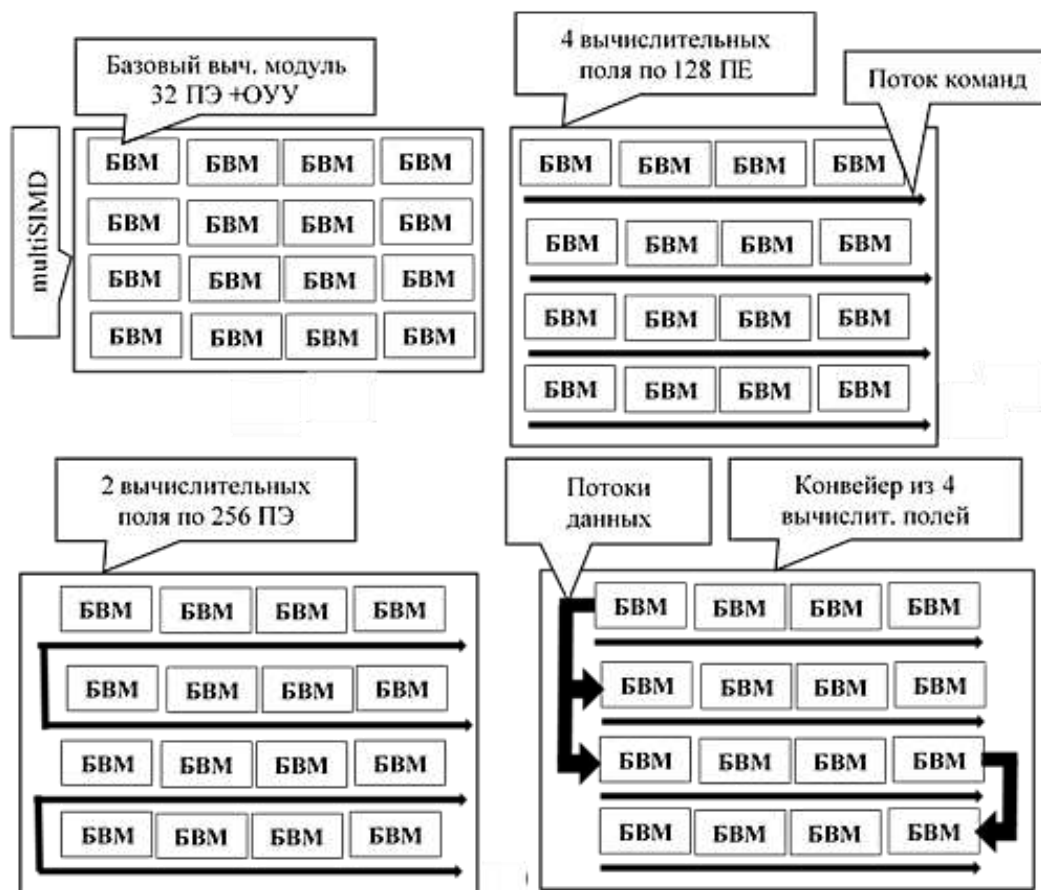 Базовый выч. модуль
32 ПЭ +ОУУ
multiSIMD
БВМ БВМ БВМ БВМ
БВМ БВМ БВМ БВМ
БВМ БВМ БВМ БВМ
БВМ БВМ БВМ БВМ
4 вычислительных
поля по 128 ПЕ
Поток команд
БВМ БВМ БВМ БВМ
БВМ БВМ БВМ БВМ
БВМ БВМ БВМ БВМ
БВМ БВМ БВМ БВМ
2 вычислительных
поля по 256 ПЭ
БВМ БВМ БВМ БВМ
БВМ БВМ БВМ БВМ
БВМ БВМ БВМ БВМ
БВМ БВМ БВМ БВМ
Потоки
данных
Конвейер из 4
вычислит. полей
БВМ БВМ БВМ БВМ
БВМ БВМ БВМ БВМ
БВМ БВМ БВМ БВМ
БВМ БВМ БВМ БВМ